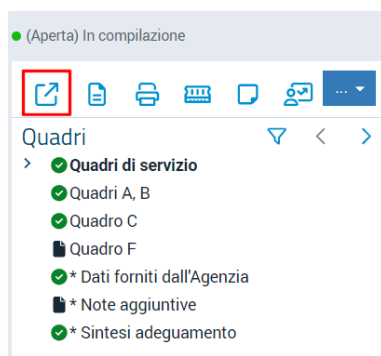 (Aperta) In compilazione
...
Quadri
Quadri di servizio
Quadri A, B
Quadro C
Quadro F
* Dati forniti dall'Agenzia
* Note aggiuntive
* Sintesi adeguamento